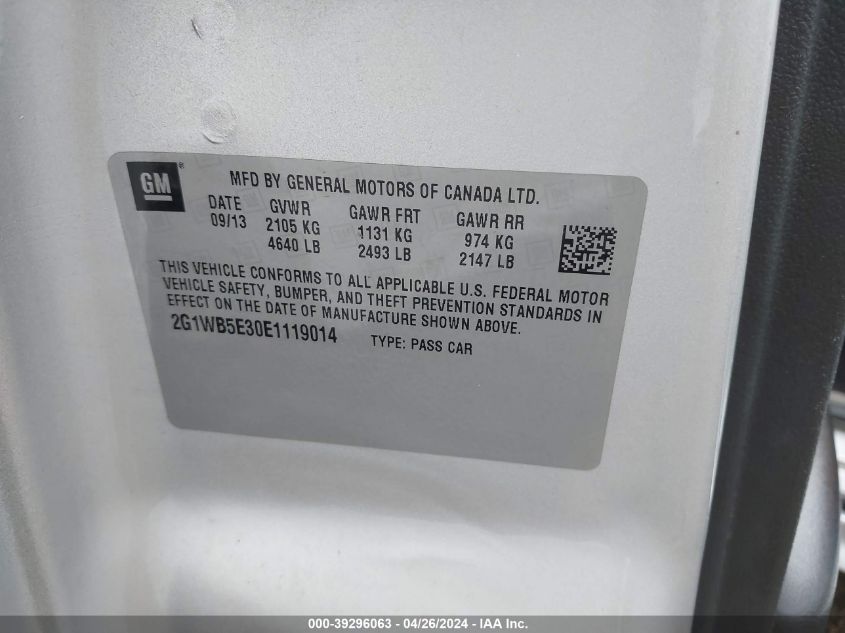 GM®
MFD BY GENERAL MOTORS OF CANADA LTD.
DATE GVWR GAWR FRT GAWR RR
09/13 2105 KG 1131 KG 974 KG
4640 LB 2493 LB 2147 LB
THIS VEHICLE CONFORMS TO ALL APPLICABLE U.S. FEDERAL MOTOR
VEHICLE SAFETY, BUMPER, AND THEFT PREVENTION STANDARDS IN
EFFECT ON THE DATE OF MANUFACTURE SHOWN ABOVE.
2G1WB5E30E1119014 TYPE: PASS CAR
000-39296063 - 04/26/2024 - IAA Inc.